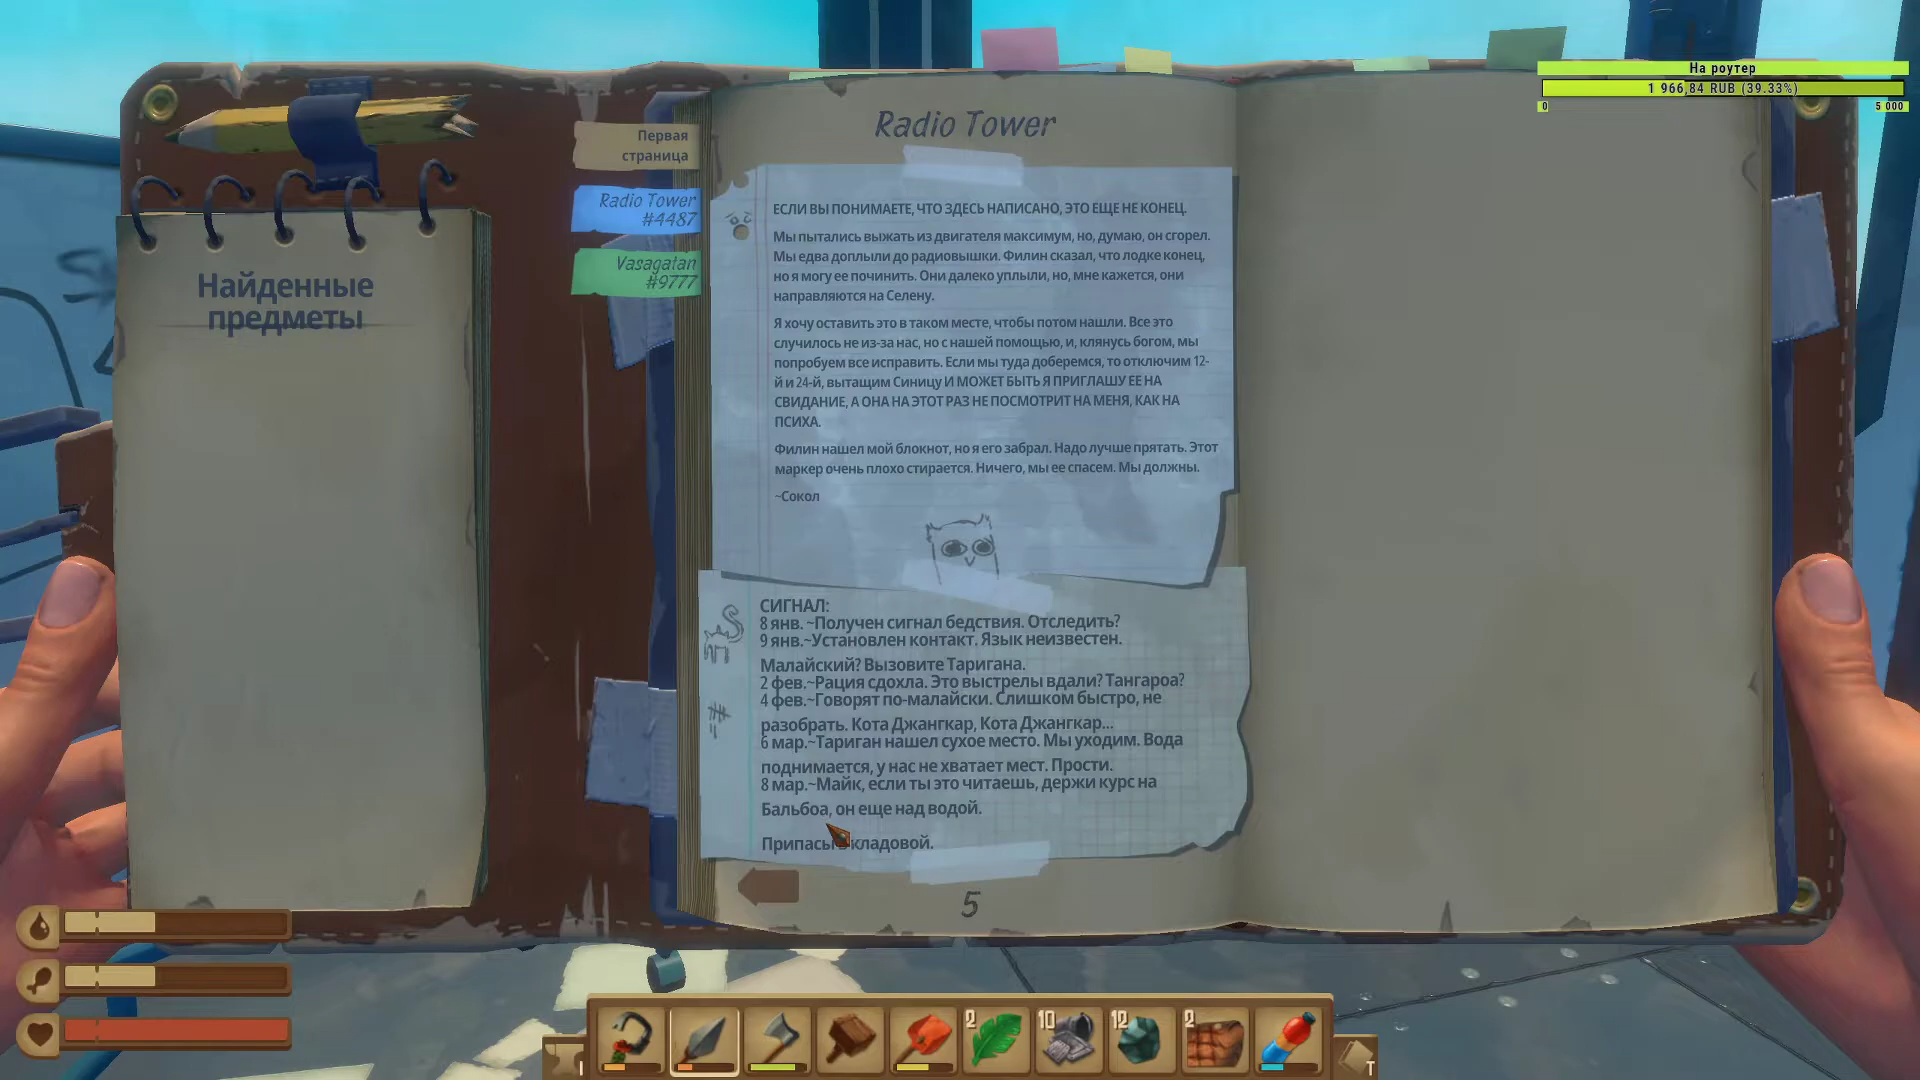 Найденные
предметы
Первая
страница
Radio Tower
#4487
Vasagatan
#9777
Radio Tower
ЕСЛИ ВЫ ПОНИМАЕТЕ, ЧТО ЗДЕСЬ НАПИСАНО, ЭТО ЕЩЕ НЕ КОНЕЦ.
Мы пытались выжать из двигателя максимум, но, думаю, он сгорел.
Мы едва доплыли до радиовышки. Филин сказал, что лодке конец,
но я могу ее починить. Они далеко уплыли, но, мне кажется, они
направляются на Селену.
Я хочу оставить это в таком месте, чтобы потом нашли. Все это
случилось не из-за нас, но с нашей помощью, и, клянусь богом, мы
попробуем все исправить. Если мы туда доберемся, то отключим 12-
й и 24-й, вытащим Синицу И МОЖЕТ БЫТЬ Я ПРИГЛАШУ ЕЕ НА
СВИДАНИЕ, А ОНА НА ЭТОТ РАЗ НЕ ПОСМОТРИТ НА МЕНЯ, КАК НА
ПСИХА.
Филин нашел мой блокнот, но я его забрал. Надо лучше прятать. Этот
маркер очень плохо стирается. Ничего, мы ее спасем. Мы должны.
~Сокол
СИГНАЛ:
8 янв. ~Получен сигнал бедствия. Отследить?
9 янв.~Установлен контакт. Язык неизвестен.
Малайский? Вызовите Таригана.
2 фев.~Рация сдохла. Это выстрелы вдали? Тангароа?
4 фев.~Говорят по-малайски. Слишком быстро, не
разобрать. Кота Джангкар, Кота Джангкар...
6 мар.~Тариган нашел сухое место. Мы уходим. Вода
поднимается, у нас не хватает мест. Прости.
8 мар.~Майк, если ты это читаешь, держи курс на
Бальбоа, он еще над водой.
Припасы в кладовой.
5
На роутер
1 966,84 RUB (39.33%)
0 5 000
2 10 12 2
I T